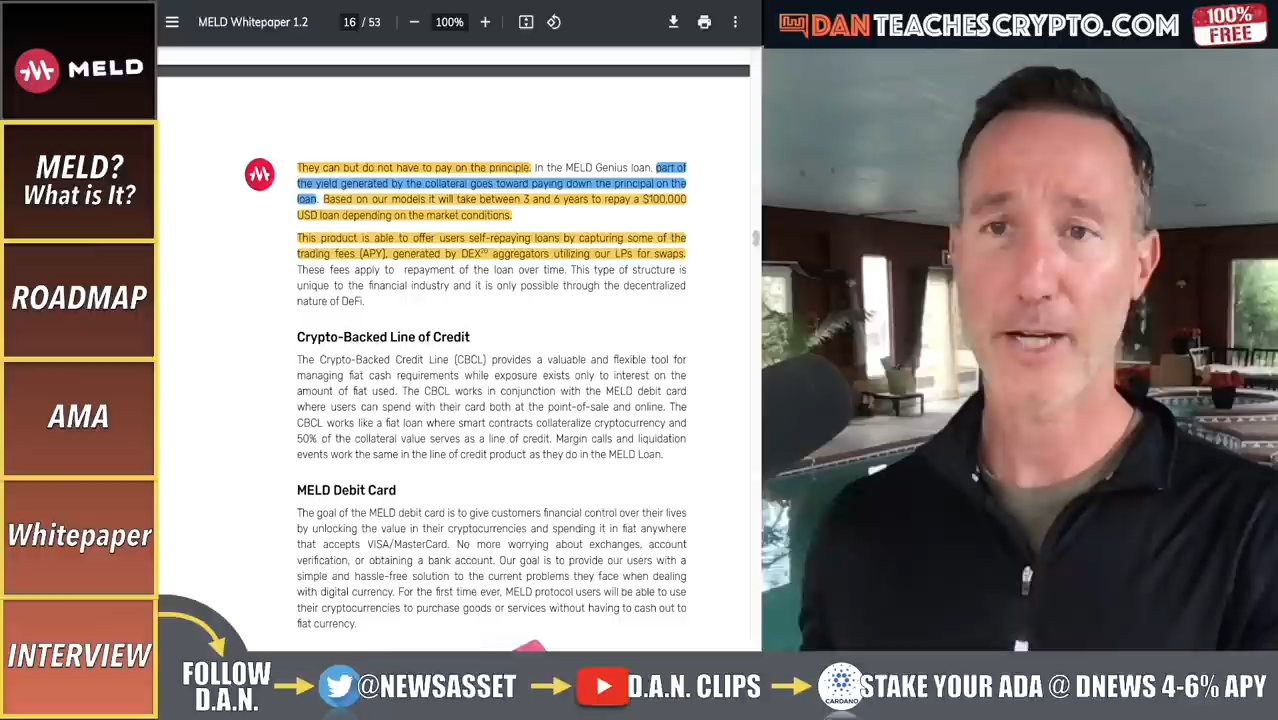 MELD Whitepaper 1.2 16 / 53 100%
DANTEACHESCRYPTO.COM
100%
FREE
MELD
MELD?
What is It?
ROADMAP
AMA
Whitepaper
INTERVIEW
They can but do not have to pay on the principle. In the MELD Genius loan, part of
the yield generated by the collateral goes toward paying down the principal on the
loan. Based on our models it will take between 3 and 6 years to repay a $100,000
USD loan depending on the market conditions.
This product is able to offer users self-repaying loans by capturing some of the
trading fees (APY), generated by DEX²⁰ aggregators utilizing our LPs for swaps.
These fees apply to repayment of the loan over time. This type of structure is
unique to the financial industry and it is only possible through the decentralized
nature of DeFi.
Crypto-Backed Line of Credit
The Crypto-Backed Credit Line (CBCL) provides a valuable and flexible tool for
managing fiat cash requirements while exposure exists only to interest on the
amount of fiat used. The CBCL works in conjunction with the MELD debit card
where users can spend with their card both at the point-of-sale and online. The
CBCL works like a fiat loan where smart contracts collateralize cryptocurrency and
50% of the collateral value serves as a line of credit. Margin calls and liquidation
events work the same in the line of credit product as they do in the MELD Loan.
MELD Debit Card
The goal of the MELD debit card is to give customers financial control over their lives
by unlocking the value in their cryptocurrencies and spending it in fiat anywhere
that accepts VISA/MasterCard. No more worrying about exchanges, account
verification, or obtaining a bank account. Our goal is to provide our users with a
simple and hassle-free solution to the current problems they face when dealing
with digital currency. For the first time ever, MELD protocol users will be able to use
their cryptocurrencies to purchase goods or services without having to cash out to
fiat currency.
FOLLOW
D.A.N.
@NEWSASSET
D.A.N. CLIPS
CARDANO
STAKE YOUR ADA @ DNEWS 4-6% APY